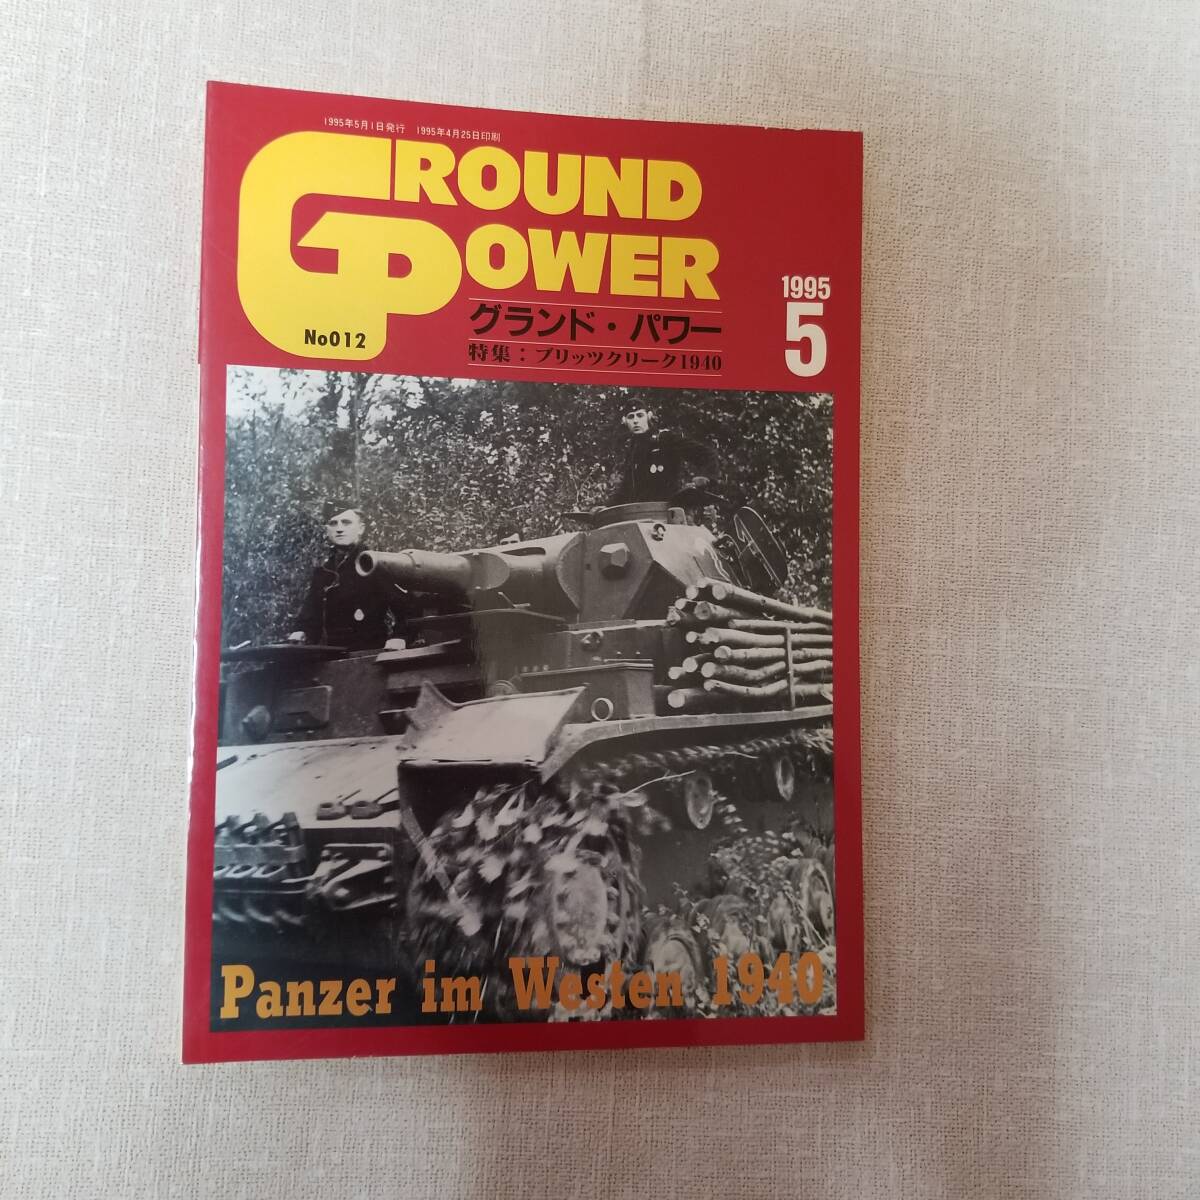 1995年5月1日発行 1995年4月25日印刷
GROUND
POWER
No012
グランド・パワー
特集：ブリッツクリーク1940
1995
5
Panzer im Westen 1940